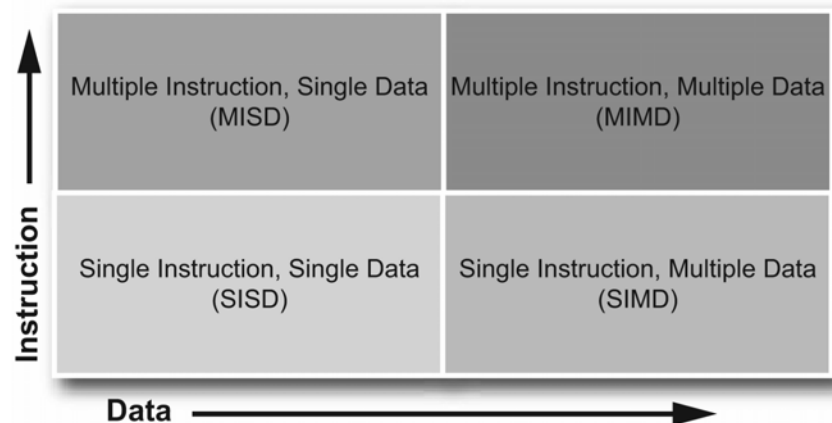 Multiple Instruction, Single Data
(MISD)
Multiple Instruction, Multiple Data
(MIMD)
Single Instruction, Single Data
(SISD)
Single Instruction, Multiple Data
(SIMD)
Instruction
Data